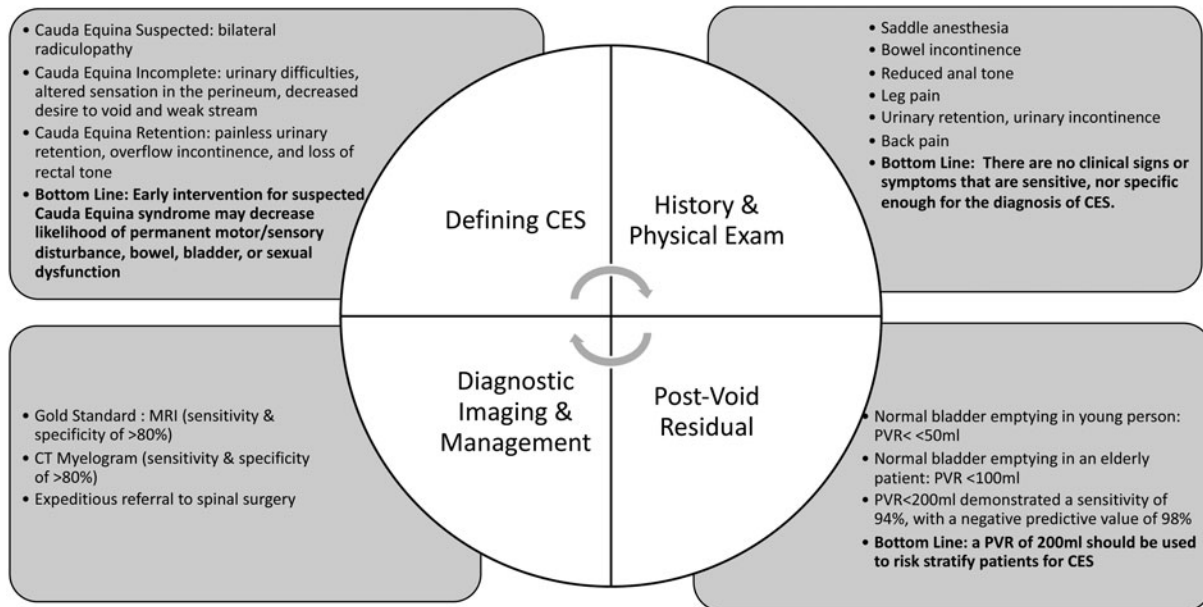 • Cauda Equina Suspected: bilateral
radiculopathy
• Cauda Equina Incomplete: urinary difficulties,
altered sensation in the perineum, decreased
desire to void and weak stream
• Cauda Equina Retention: painless urinary
retention, overflow incontinence, and loss of
rectal tone
• Bottom Line: Early intervention for suspected
Cauda Equina syndrome may decrease
likelihood of permanent motor/sensory
disturbance, bowel, bladder, or sexual
dysfunction
Defining CES
• Saddle anesthesia
• Bowel incontinence
• Reduced anal tone
• Leg pain
• Urinary retention, urinary incontinence
• Back pain
• Bottom Line:  There are no clinical signs or
symptoms that are sensitive, nor specific
enough for the diagnosis of CES.
History &
Physical Exam
• Gold Standard : MRI (sensitivity &
specificity of >80%)
• CT Myelogram (sensitivity & specificity
of >80%)
• Expeditious referral to spinal surgery
Diagnostic
Imaging &
Management
Post-Void
Residual
• Normal bladder emptying in young person:
PVR< <50ml
• Normal bladder emptying in an elderly
patient: PVR <100ml
• PVR<200ml demonstrated a sensitivity of
94%, with a negative predictive value of 98%
• Bottom Line: a PVR of 200ml should be used
to risk stratify patients for CES